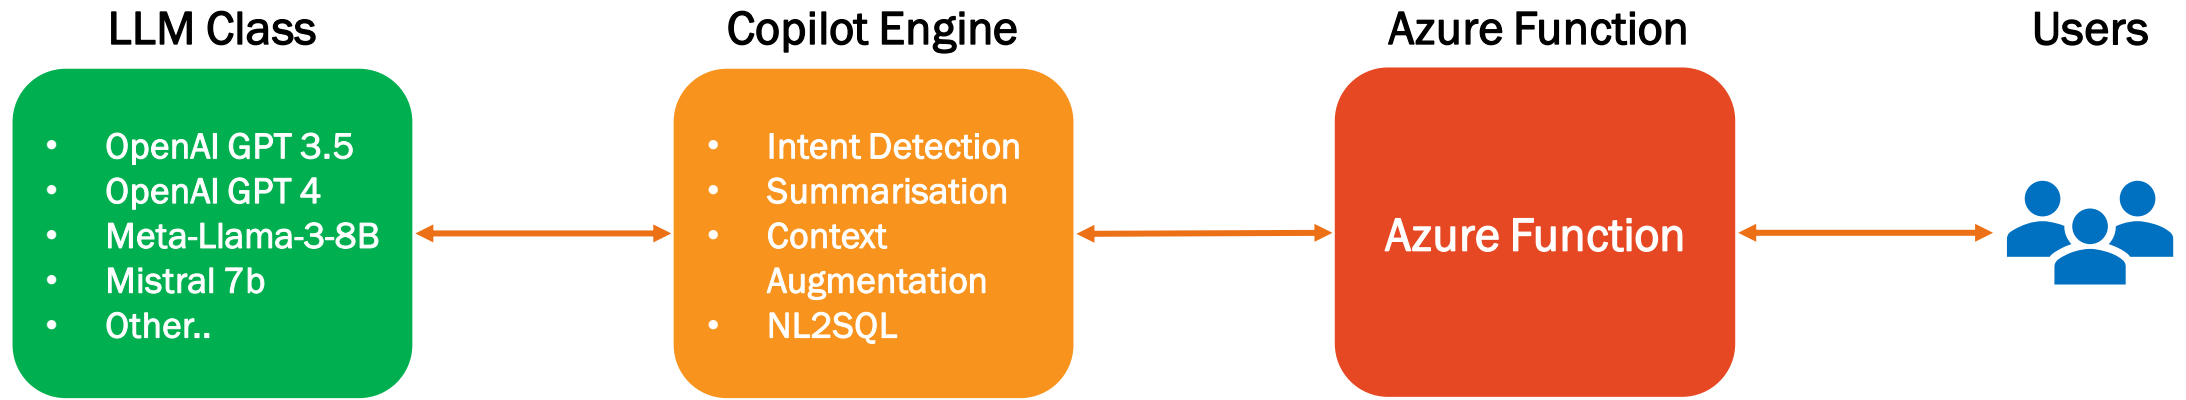 LLM Class
Copilot Engine
Azure Function
Users
• OpenAI GPT 3.5
• OpenAI GPT 4
• Meta-Llama-3-8B
• Mistral 7b
• Other..
• Intent Detection
• Summarisation
• Context
Augmentation
• NL2SQL
Azure Function